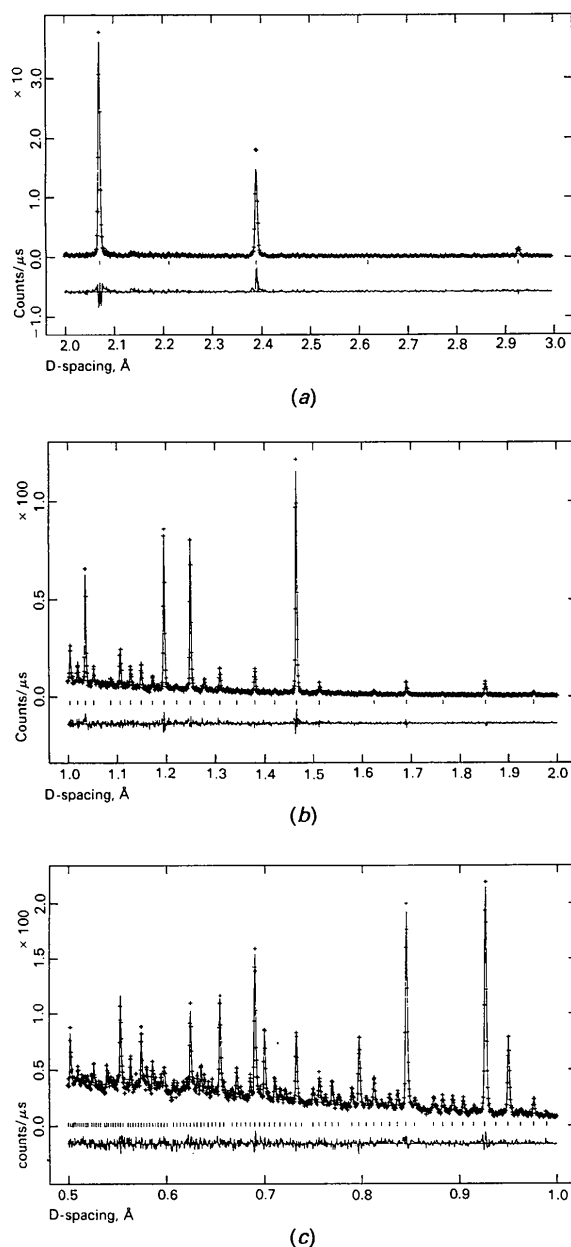 × 10
3.0
2.0
1.0
0.0
−1.0
Counts/μs
2.0 2.1 2.2 2.3 2.4 2.5 2.6 2.7 2.8 2.9 3.0
D-spacing, Å
(a)
× 100
1.0
0.5
0.0
Counts/μs
1.0 1.1 1.2 1.3 1.4 1.5 1.6 1.7 1.8 1.9 2.0
D-spacing, Å
(b)
× 100
2.0
1.5
1.0
0.5
0.0
counts/μs
0.5 0.6 0.7 0.8 0.9 1.0
D-spacing, Å
(c)